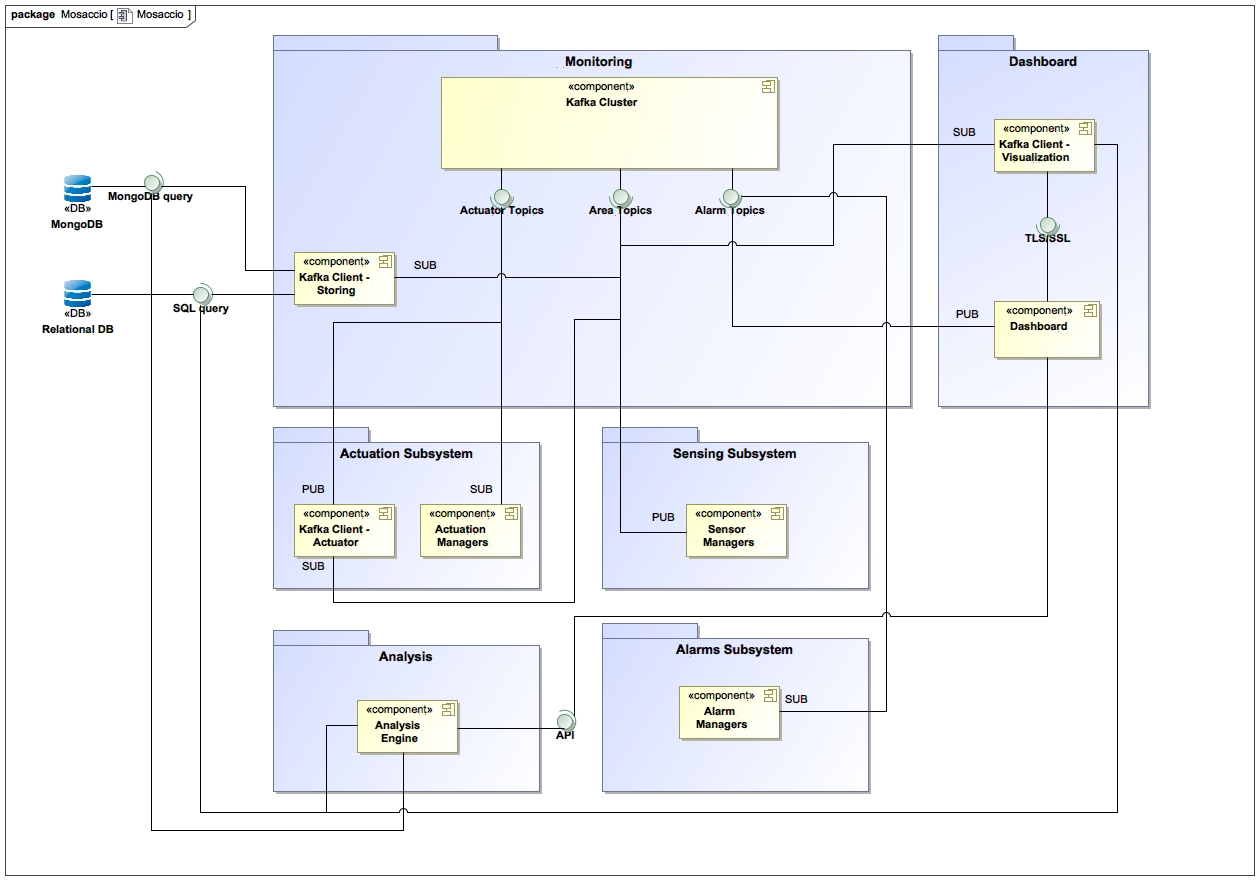 package Mosaccio [ Mosaccio ]
Monitoring
Dashboard
«component»
Kafka Cluster
SUB
«component»
Kafka Client -
Visualization
MongoDB query
«DB»
MongoDB
Actuator Topics
Area Topics
Alarm Topics
TLS/SSL
«component»
Kafka Client -
Storing
SUB
SQL query
«DB»
Relational DB
PUB
«component»
Dashboard
Actuation Subsystem
Sensing Subsystem
PUB
SUB
«component»
Kafka Client -
Actuator
SUB
«component»
Actuation
Managers
PUB
«component»
Sensor
Managers
Analysis
Alarms Subsystem
«component»
Analysis
Engine
API
«component»
Alarm
Managers
SUB